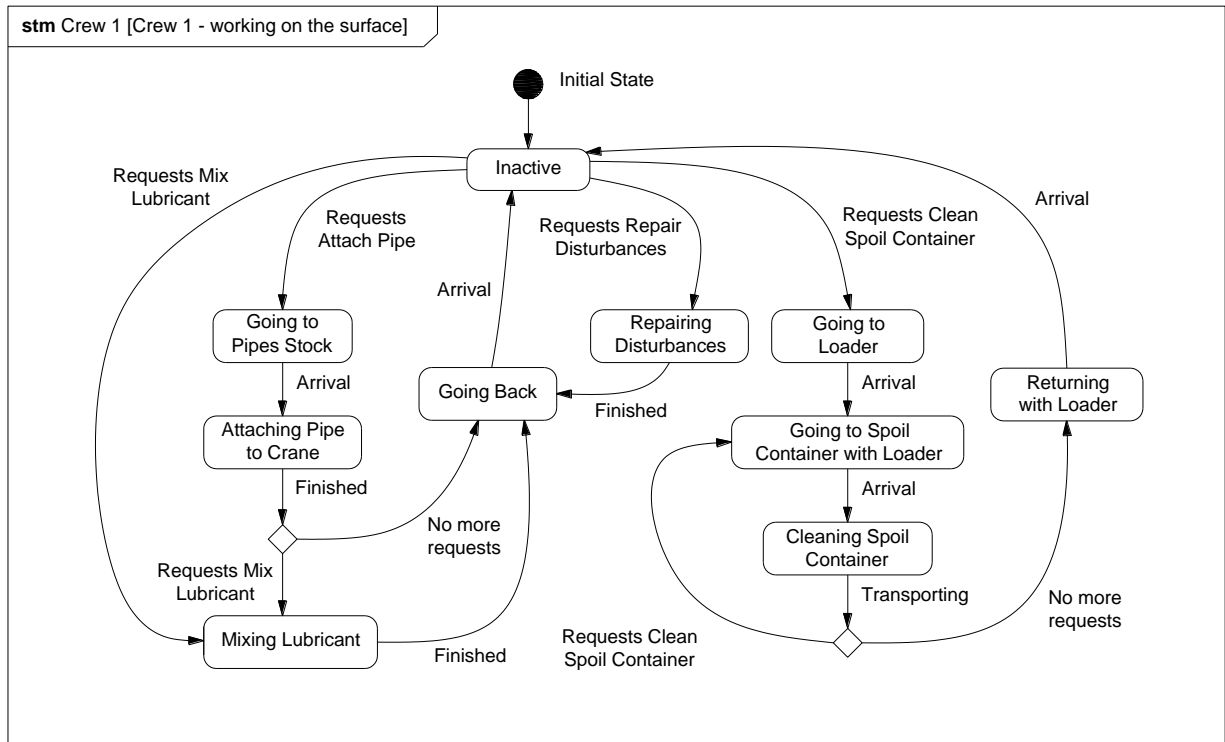 stm Crew 1 [Crew 1 - working on the surface]
Initial State
Inactive
Requests Mix
Lubricant
Requests
Attach Pipe
Requests Repair
Disturbances
Requests Clean
Spoil Container
Arrival
Arrival
Going to
Pipes Stock
Repairing
Disturbances
Going to
Loader
Arrival
Going Back
Finished
Arrival
Returning
with Loader
Attaching Pipe
to Crane
Going to Spoil
Container with Loader
Finished
Arrival
No more
requests
Cleaning Spoil
Container
Requests Mix
Lubricant
Transporting
No more
requests
Mixing Lubricant
Finished
Requests Clean
Spoil Container